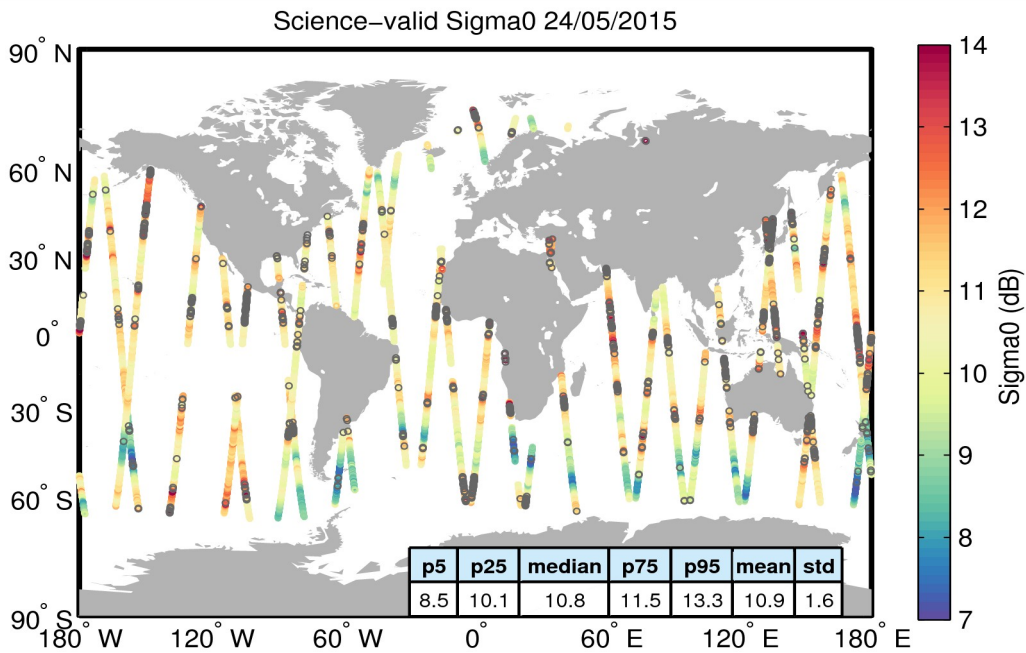 Science−valid Sigma0 24/05/2015
90° N
60° N
30° N
0°
30° S
60° S
90° S
180° W
120° W
60° W
0°
60° E
120° E
180° E
p5 p25 median p75 p95 mean std
8.5 10.1 10.8 11.5 13.3 10.9 1.6
14
13
12
11
10
9
8
7
Sigma0 (dB)